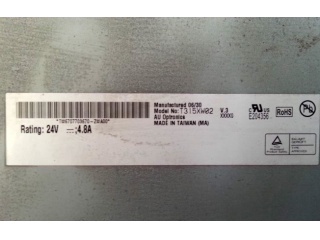 Manufactured 06/30
Model No. T315XW02 V.3
AU Optronics XXXXG
MADE IN TAIWAN (MA)
E204356
RoHS
Rating: 24V ⎓; 4.8A